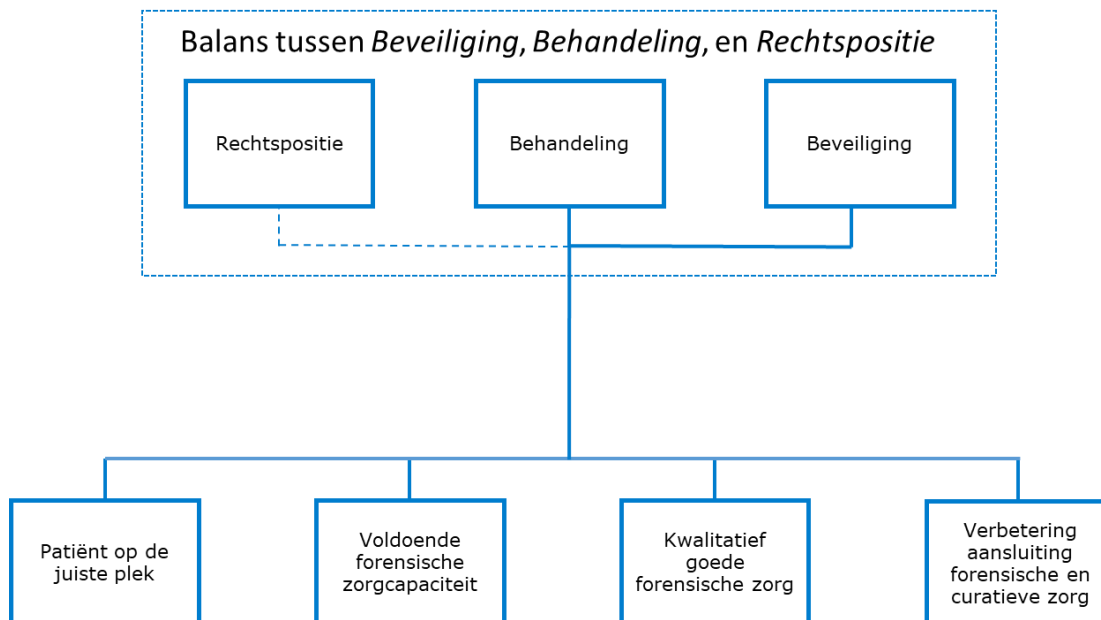 Balans tussen Beveiliging, Behandeling, en Rechtspositie
Rechtspositie
Behandeling
Beveiliging
Patiënt op de
juiste plek
Voldoende
forensische
zorgcapaciteit
Kwalitatief
goede
forensische zorg
Verbetering
aansluiting
forensische en
curatieve zorg